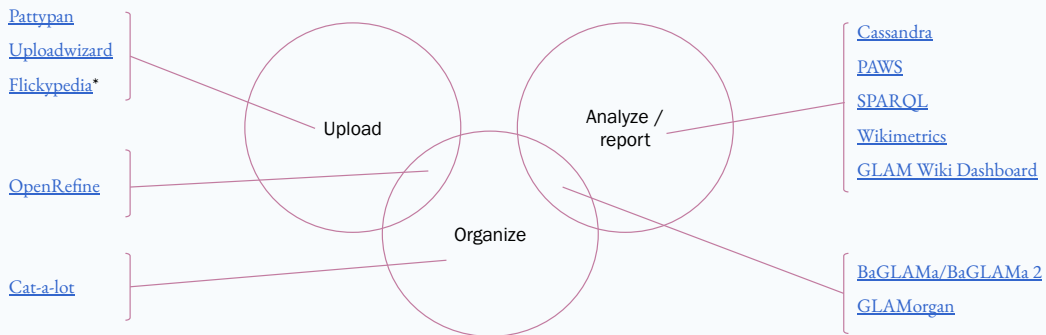 Pattypan
Uploadwizard
Flickypedia*
OpenRefine
Cat-a-lot
Upload
Analyze /
report
Organize
Cassandra
PAWS
SPARQL
Wikimetrics
GLAM Wiki Dashboard
BaGLAMa/BaGLAMa 2
GLAMorgan